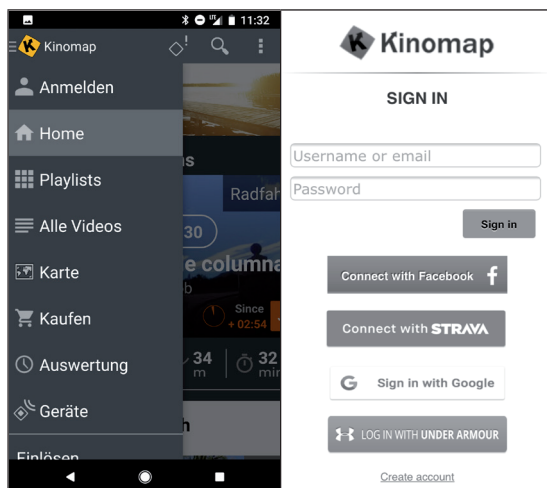 11:32
Kinomap
Anmelden
Home
Playlists
Radfah
Alle Videos
30
e columna
b
Karte
Since
+ 02:54
Kaufen
34
m
32
min
Auswertung
Geräte
h
Einlösen
Kinomap
SIGN IN
Username or email
Password
Sign in
Connect with Facebook
Connect with STRAVA
G Sign in with Google
LOG IN WITH UNDER ARMOUR
Create account